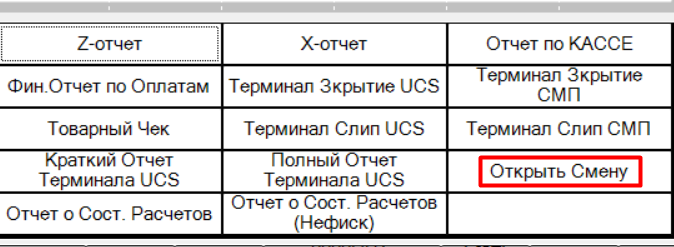 Z-отчет
X-отчет
Отчет по КАССЕ
Фин.Отчет по Оплатам
Терминал Зкрытие UCS
Терминал Зкрытие
СМП
Товарный Чек
Терминал Слип UCS
Терминал Слип СМП
Краткий Отчет
Терминала UCS
Полный Отчет
Терминала UCS
Открыть Смену
Отчет о Сост. Расчетов
Отчет о Сост. Расчетов
(Нефиск)